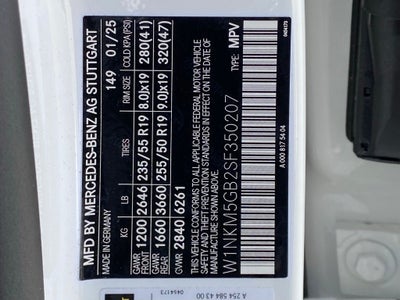 MFD BY MERCEDES-BENZ AG STUTTGART
MADE IN GERMANY 149 01/25
KG LB TIRES RIM SIZE COLD KPA(PSI)
GAWR FRONT 1200 2646 235/55 R19 8.0Jx19 280(41)
GAWR REAR 1660 3660 255/50 R19 9.0Jx19 320(47)
GVWR 2840 6261
THIS VEHICLE CONFORMS TO ALL APPLICABLE FEDERAL MOTOR VEHICLE
SAFETY, BUMPER, AND THEFT PREVENTION STANDARDS IN EFFECT ON THE DATE
OF MANUFACTURE SHOWN ABOVE.
W1NKM5GB2SF350207 TYPE: MPV
A 000 817 54 04
0454173
0454173
A 254 584 43 00